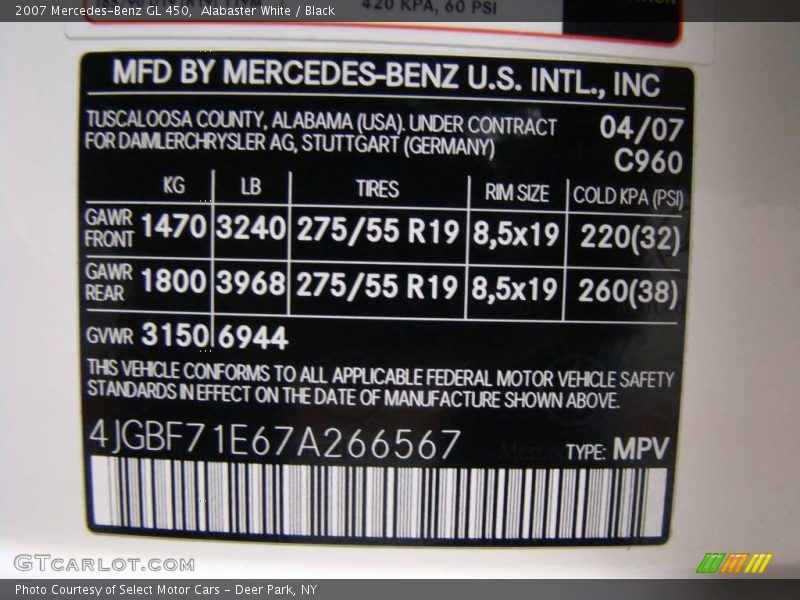 2007 Mercedes-Benz GL 450, Alabaster White / Black
420 KPA, 60 PSI
MFD BY MERCEDES-BENZ U.S. INTL., INC
TUSCALOOSA COUNTY, ALABAMA (USA). UNDER CONTRACT 04/07
FOR DAIMLERCHRYSLER AG, STUTTGART (GERMANY)
C960
KG LB TIRES RIM SIZE COLD KPA (PSI)
GAWR FRONT 1470 3240 275/55 R19 8,5x19 220(32)
GAWR REAR 1800 3968 275/55 R19 8,5x19 260(38)
GVWR 3150 6944
THIS VEHICLE CONFORMS TO ALL APPLICABLE FEDERAL MOTOR VEHICLE SAFETY
STANDARDS IN EFFECT ON THE DATE OF MANUFACTURE SHOWN ABOVE.
4JGBF71E67A266567 TYPE: MPV
GTCARLOT.COM
Photo Courtesy of Select Motor Cars - Deer Park, NY